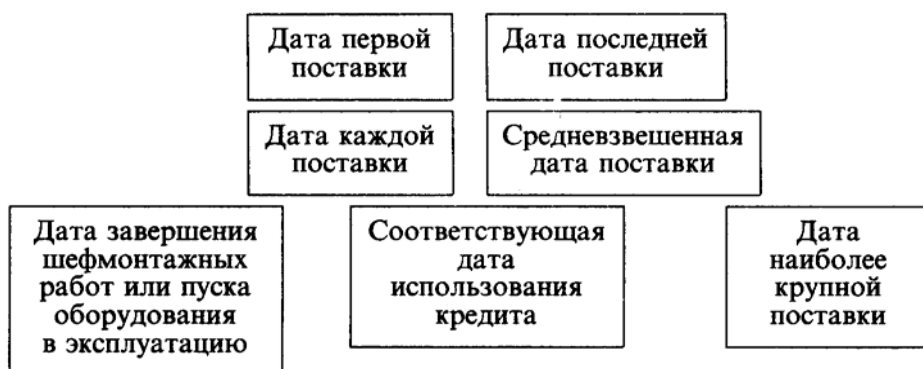 Дата первой
поставки
Дата последней
поставки
Дата каждой
поставки
Средневзвешенная
дата поставки
Дата завершения
шефмонтажных
работ или пуска
оборудования
в эксплуатацию
Соответствующая
дата
использования
кредита
Дата
наиболее
крупной
поставки